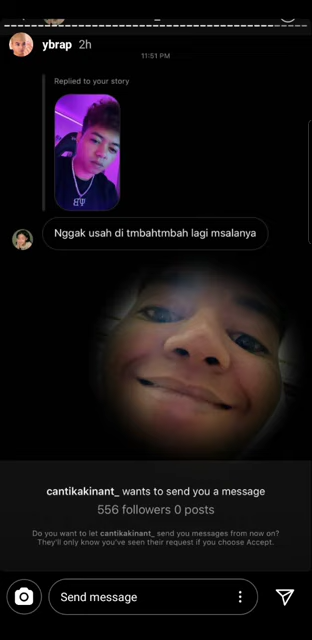 ybrap 2h
11:51 PM
Replied to your story
Nggak usah di tmbahtmbah lagi msalanya
cantikakinant_ wants to send you a message
556 followers 0 posts
Do you want to let cantikakinant_ send you messages from now on?
They'll only know you've seen their request if you choose Accept.
Send message